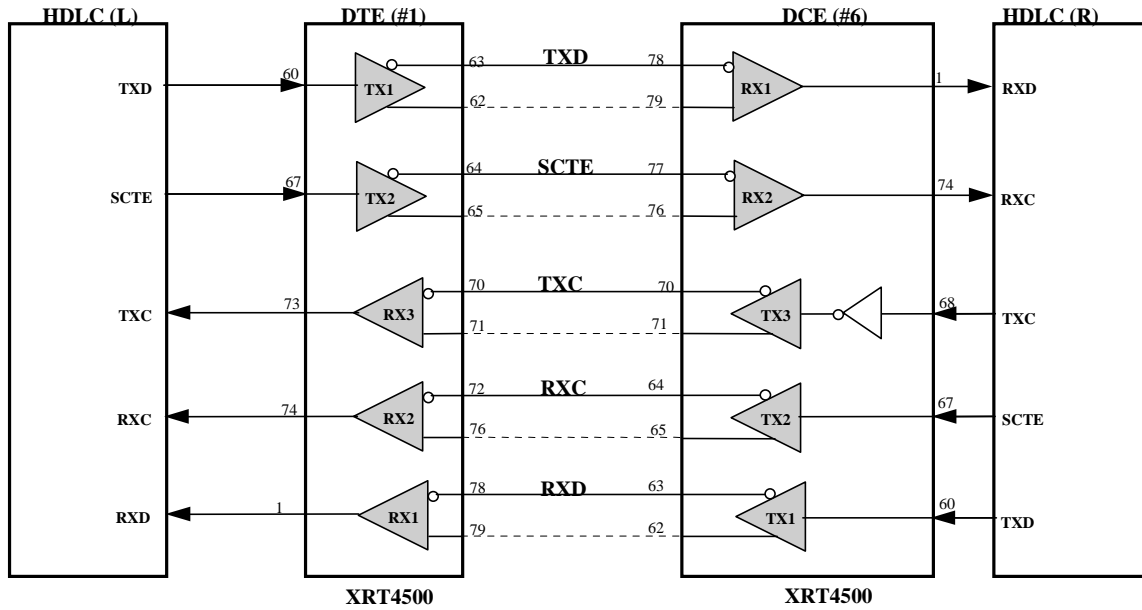 HDLC (L) DTE (#1) DCE (#6) HDLC (R)
TXD 60 TX1 63 TXD 78 RX1 1 RXD
62 79
SCTE 67 TX2 64 SCTE 77 RX2 74 RXC
65 76
TXC 73 RX3 70 TXC 70 TX3 68 TXC
71 71
RXC 74 RX2 72 RXC 64 TX2 67 SCTE
76 65
RXD 1 RX1 78 RXD 63 TX1 60 TXD
79 62
XRT4500 XRT4500